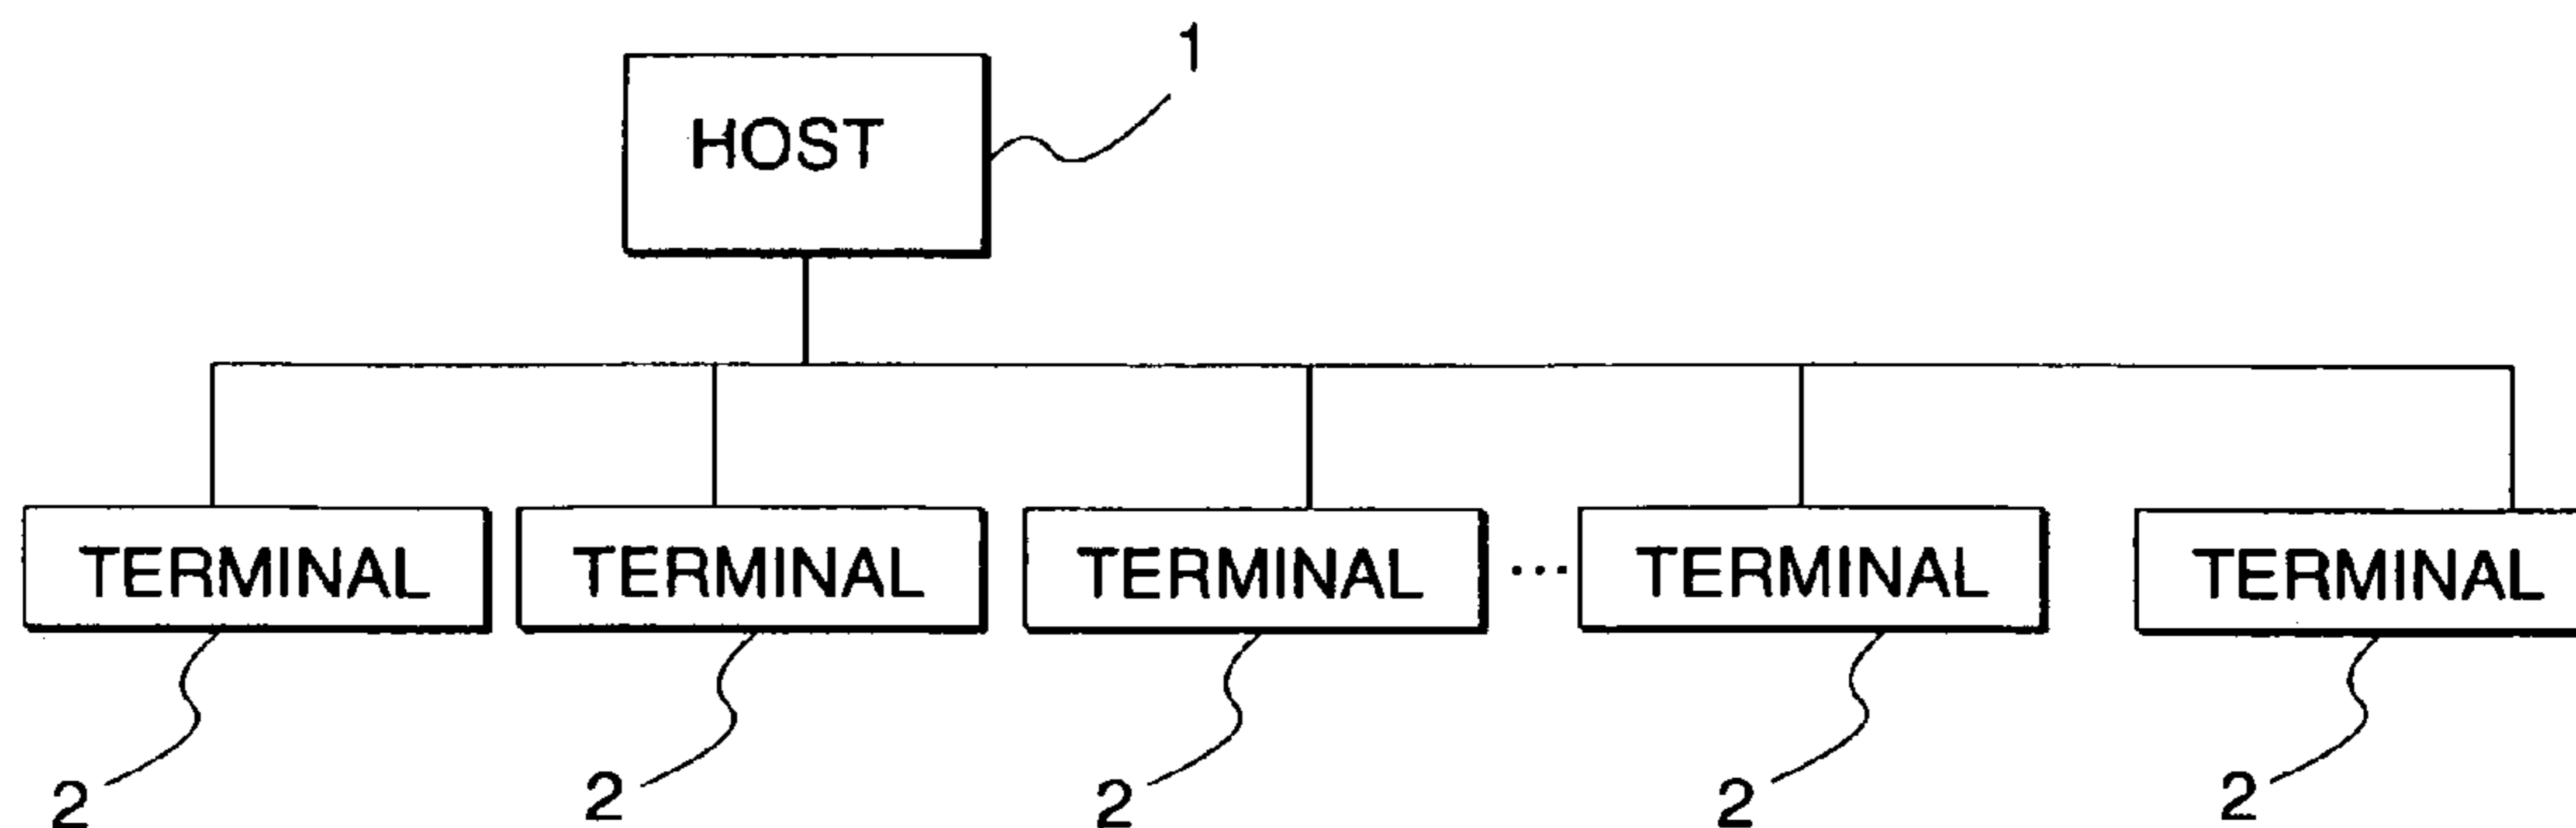 1
HOST
TERMINAL TERMINAL TERMINAL ... TERMINAL TERMINAL
2 2 2 2 2